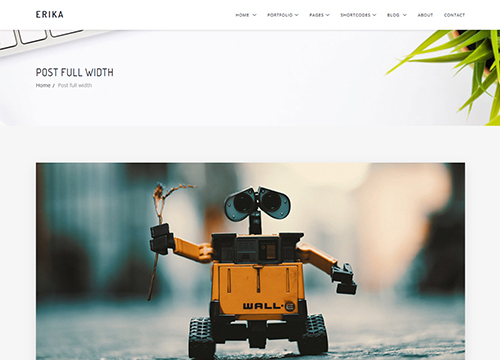 ERIKA
HOME PORTFOLIO PAGES SHORTCODES BLOG ABOUT CONTACT
POST FULL WIDTH
Home / Post full width
WALL•E